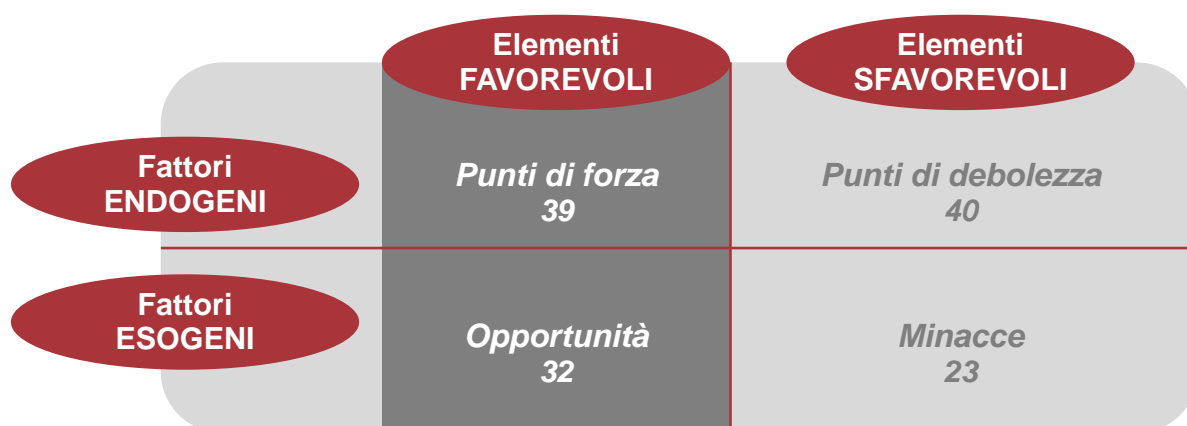 Elementi
FAVOREVOLI
Elementi
SFAVOREVOLI
Fattori
ENDOGENI
Punti di forza
39
Punti di debolezza
40
Fattori
ESOGENI
Opportunità
32
Minacce
23